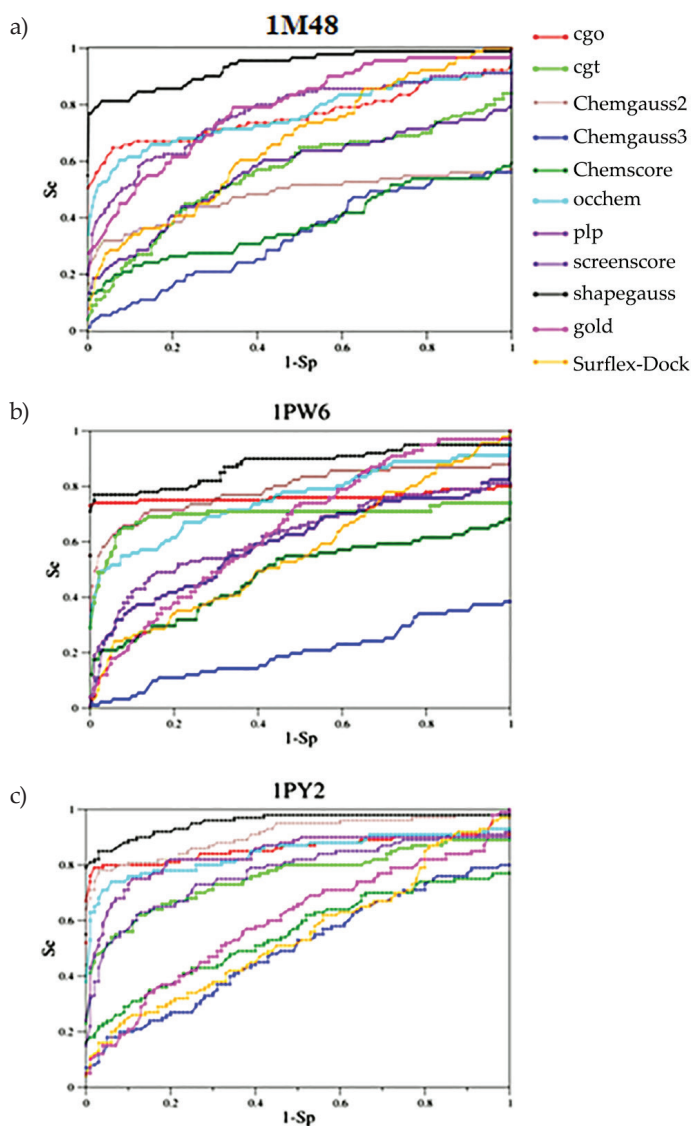 a)
1M48
Sc
1
0.8
0.6
0.4
0.2
0
0
0.2
0.4
0.6
0.8
1
1-Sp
cgo
cgt
Chemgauss2
Chemgauss3
Chemscore
occhem
plp
screenscore
shapegauss
gold
Surflex-Dock
b)
1PW6
Sc
1
0.8
0.6
0.4
0.2
0
0
0.2
0.4
0.6
0.8
1
1-Sp
c)
1PY2
Sc
1
0.8
0.6
0.4
0.2
0
0
0.2
0.4
0.6
0.8
1
1-Sp